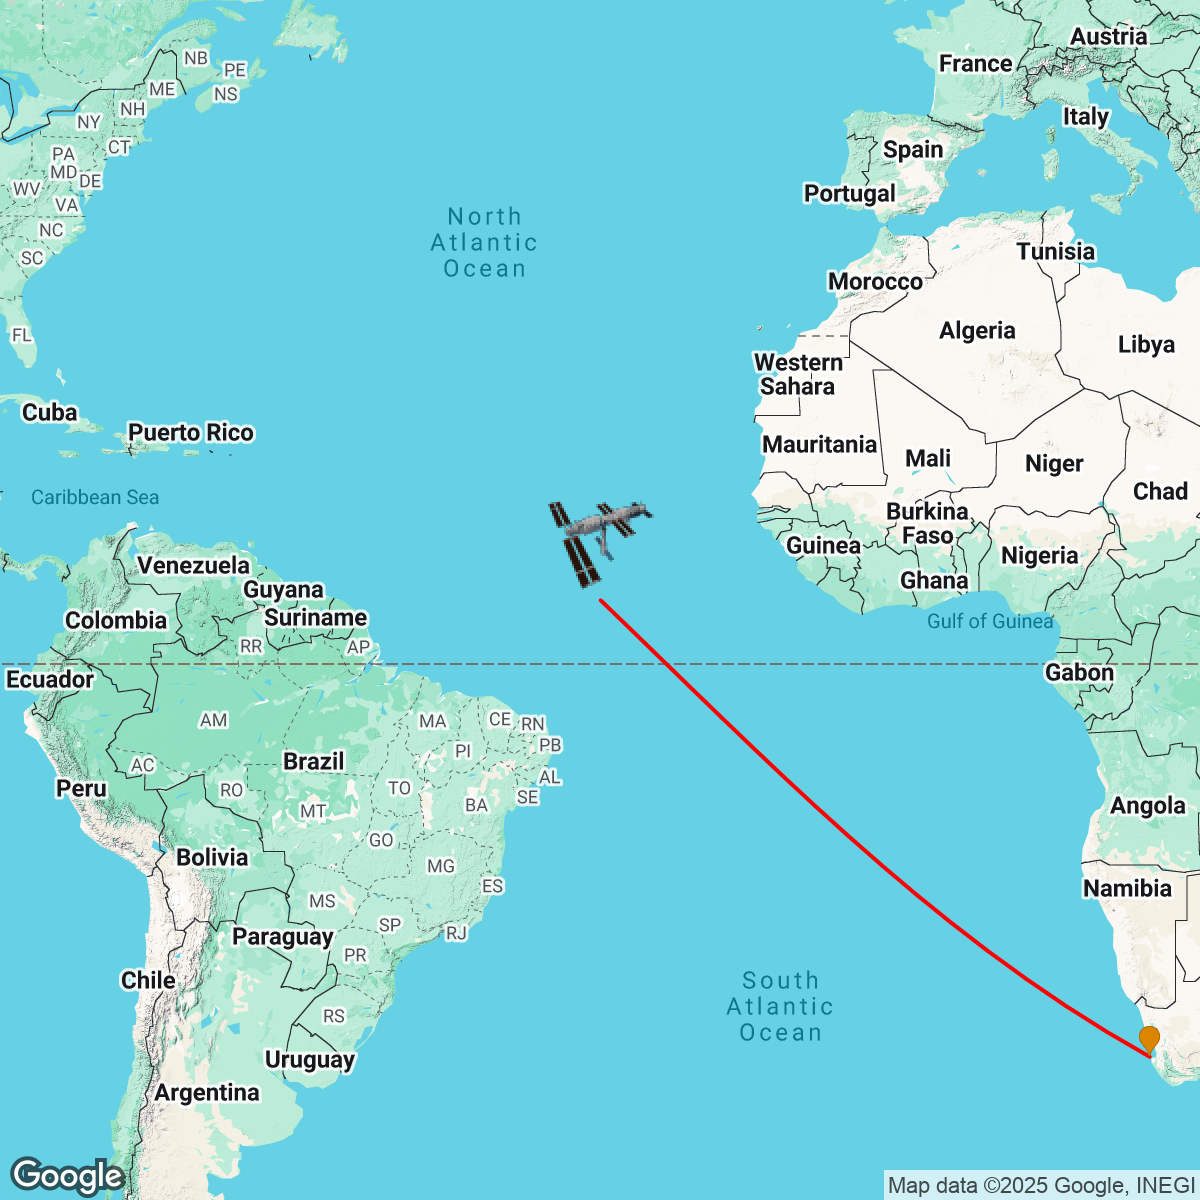 Austria
France
NB
PE
ME
NS
NH
NY
Italy
CT
Spain
PA
MD
DE
WV
Portugal
VA
North
Atlantic
Ocean
NC
Tunisia
SC
Morocco
Algeria
FL
Libya
Western
Sahara
Cuba
Puerto Rico
Mauritania
Mali
Niger
Chad
Caribbean Sea
Burkina
Faso
Guinea
Nigeria
Venezuela
Ghana
Guyana
Suriname
Colombia
Gulf of Guinea
RR
AP
Ecuador
Gabon
AM
MA
CE
RN
PB
PI
Brazil
AC
AL
Peru
RO
TO
SE
BA
Angola
MT
GO
Bolivia
MG
ES
Namibia
MS
SP
RJ
Paraguay
PR
Chile
South
Atlantic
Ocean
RS
Uruguay
Argentina
Google
Map data ©2025 Google, INEGI